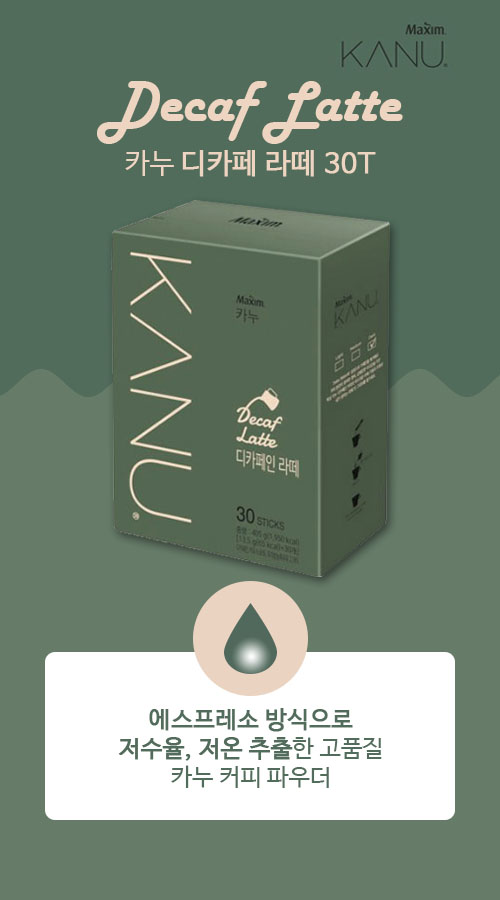 Maxim
KANU
Decaf Latte
카누 디카페 라떼 30T
Maxim
KANU
Maxim
카누
Decaf
Latte
디카페인 라떼
30 STICKS
Maxim
KANU
에스프레소 방식으로
저수율, 저온 추출한 고품질
카누 커피 파우더